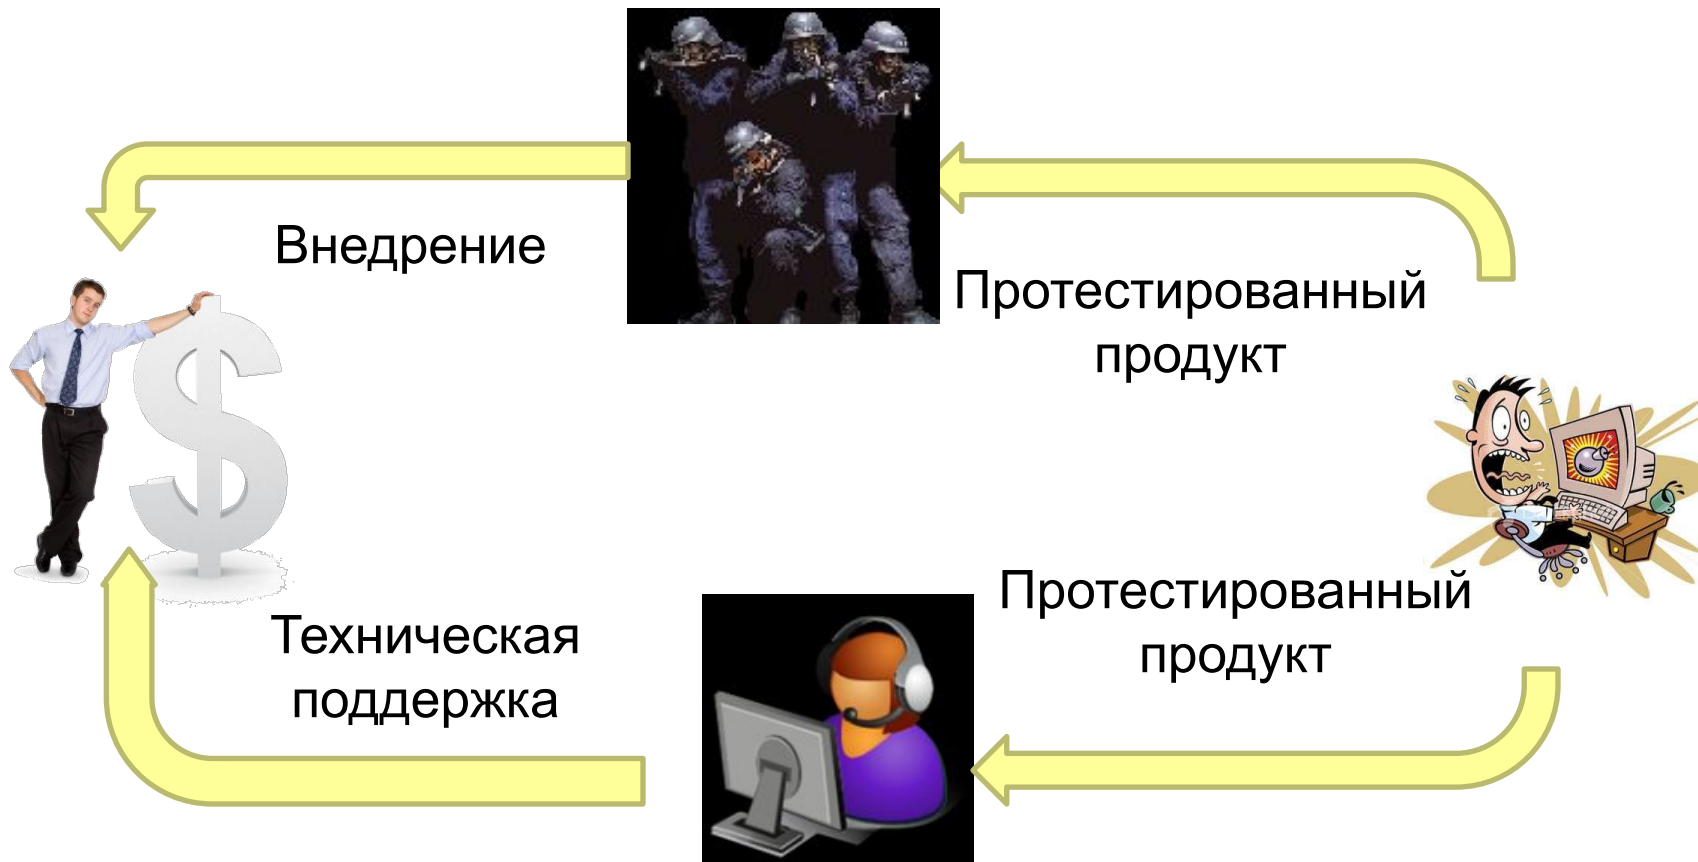 Внедрение
Протестированный
продукт
Протестированный
продукт
Техническая
поддержка